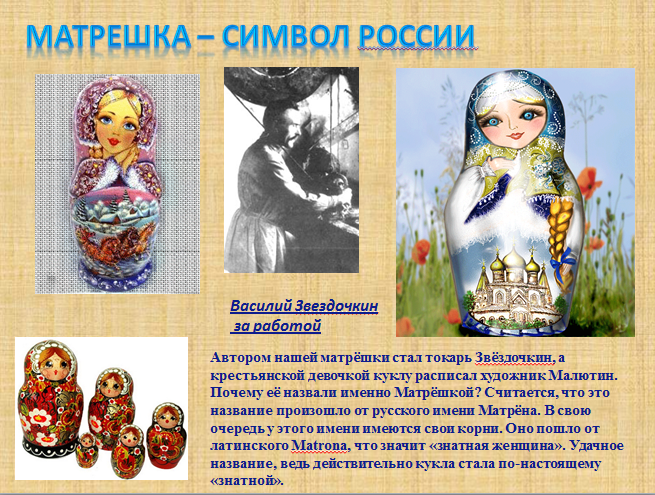 МАТРЕШКА – СИМВОЛ РОССИИ
Василий Звездочкин
за работой
Автором нашей матрёшки стал токарь Звёздочкин, а
крестьянской девочкой куклу расписал художник Малютин.
Почему её назвали именно Матрёшкой? Считается, что это
название произошло от русского имени Матрёна. В свою
очередь у этого имени имеются свои корни. Оно пошло от
латинского Matrona, что значит «знатная женщина». Удачное
название, ведь действительно кукла стала по-настоящему
«знатной».